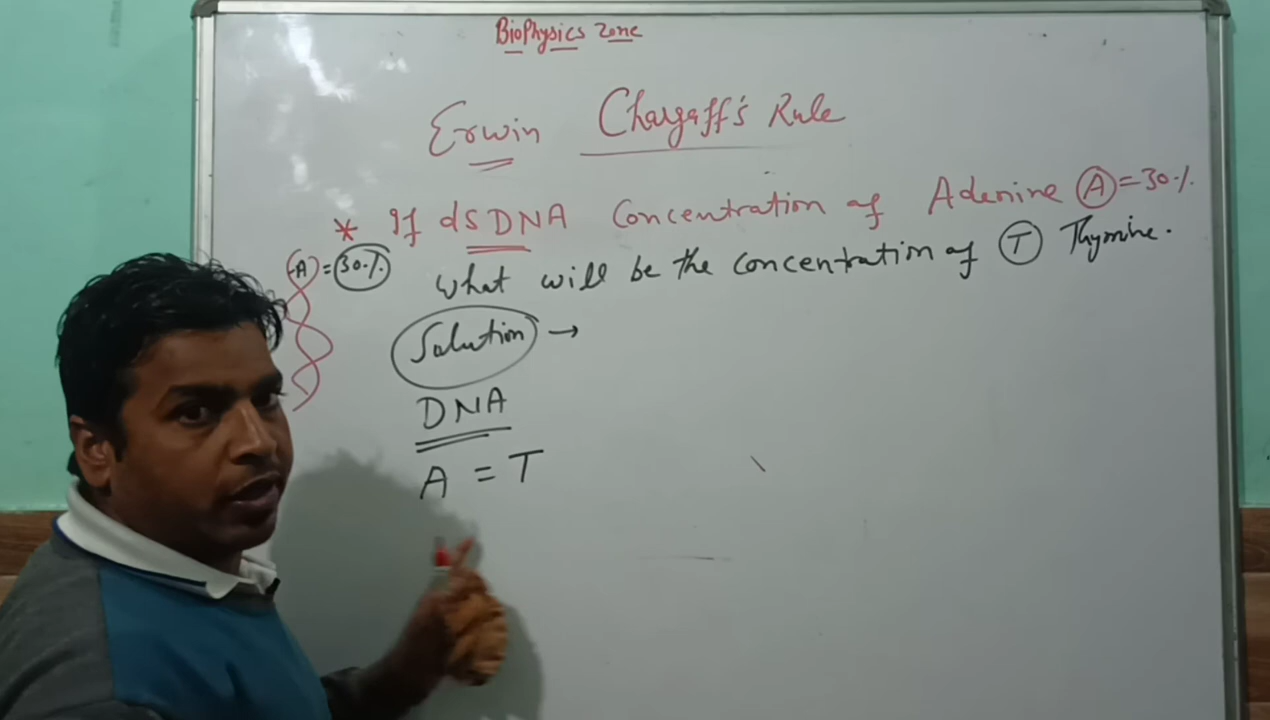 BioPhysics Zone
Erwin Chargaff's Rule
* If dsDNA Concentration of Adenine A = 30%
A = 30%
What will be the concentration of T Thymine.
Solution →
DNA
A = T